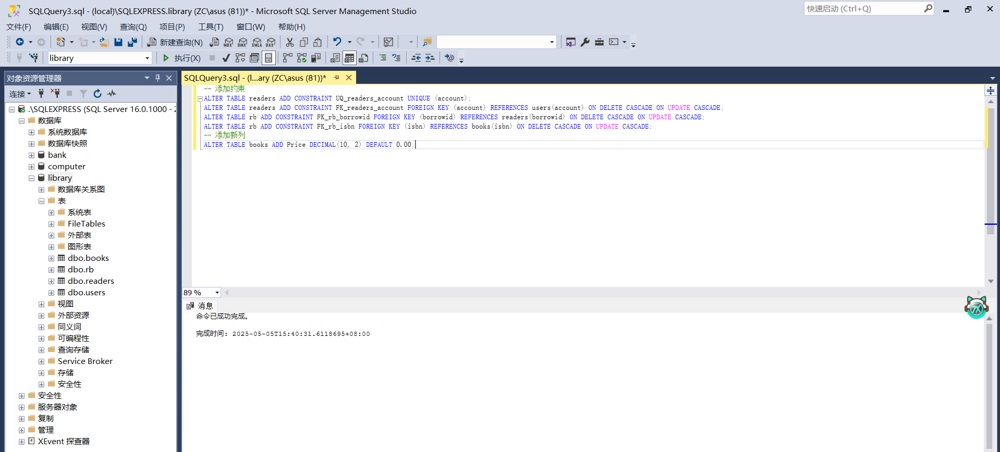 SQLQuery3.sql - (local)\SQLEXPRESS.library (ZC\asus (81))* - Microsoft SQL Server Management Studio
快速启动 (Ctrl+Q)
文件(F) 编辑(E) 视图(V) 查询(Q) 项目(P) 工具(T) 窗口(W) 帮助(H)
新建查询(N) MDX DMX XMLA DAX
library 执行(X)
对象资源管理器
连接
.\SQLEXPRESS (SQL Server 16.0.1000 -
数据库
系统数据库
数据库快照
bank
computer
library
数据库关系图
表
系统表
FileTables
外部表
图形表
dbo.books
dbo.rb
dbo.readers
dbo.users
视图
外部资源
同义词
可编程性
查询存储
Service Broker
存储
安全性
安全性
服务器对象
复制
管理
XEvent 探查器
SQLQuery3.sql - (l...ary (ZC\asus (81))*
-- 添加约束
ALTER TABLE readers ADD CONSTRAINT UQ_readers_account UNIQUE (account);
ALTER TABLE readers ADD CONSTRAINT FK_readers_account FOREIGN KEY (account) REFERENCES users(account) ON DELETE CASCADE ON UPDATE CASCADE;
ALTER TABLE rb ADD CONSTRAINT FK_rb_borrowid FOREIGN KEY (borrowid) REFERENCES readers(borrowid) ON DELETE CASCADE ON UPDATE CASCADE;
ALTER TABLE rb ADD CONSTRAINT FK_rb_isbn FOREIGN KEY (isbn) REFERENCES books(isbn) ON DELETE CASCADE ON UPDATE CASCADE;
-- 添加新列
ALTER TABLE books ADD Price DECIMAL(10, 2) DEFAULT 0.00;
89 %
消息
命令已成功完成。
完成时间: 2025-05-05T15:40:31.6118695+08:00